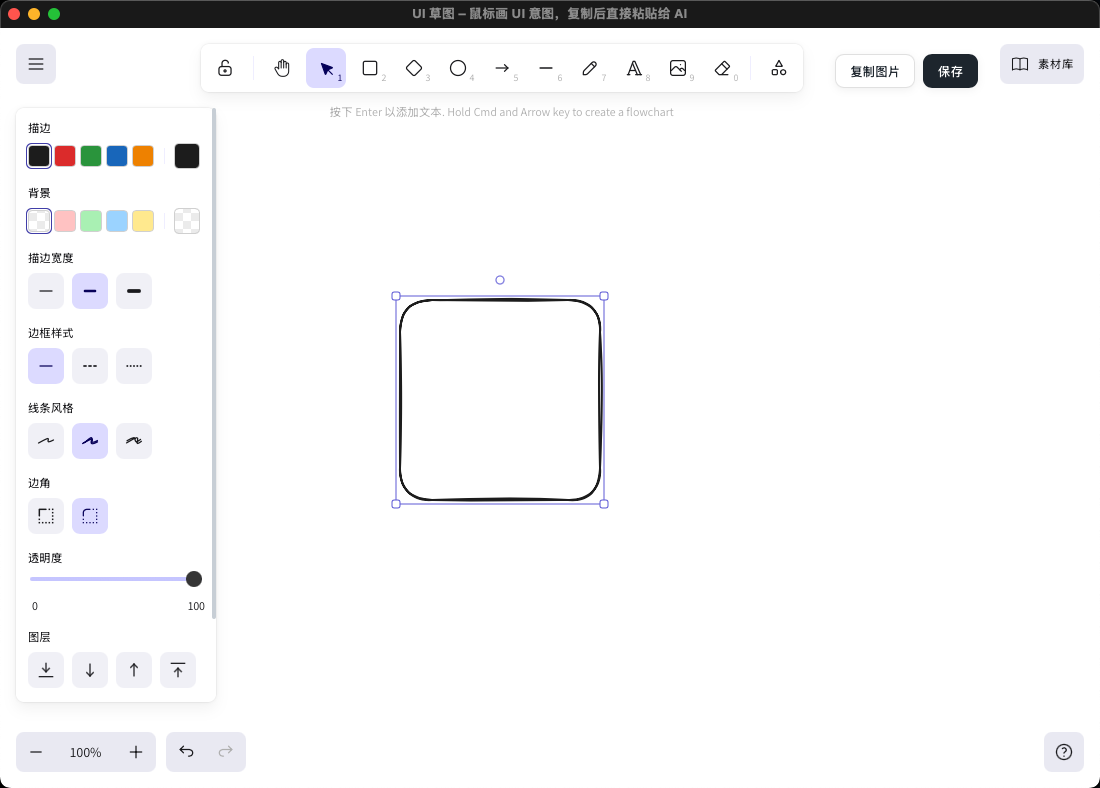 UI 草图 – 鼠标画 UI 意图，复制后直接粘贴给 AI
1
2
3
4
5
6
7
8
9
0
复制图片
保存
素材库
按下 Enter 以添加文本. Hold Cmd and Arrow key to create a flowchart
描边
背景
描边宽度
边框样式
线条风格
边角
透明度
0 100
图层
100%